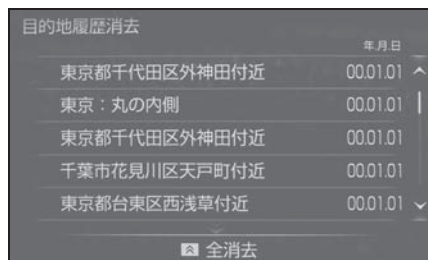 目的地履歴消去
年.月.日
東京都千代田区外神田付近 00.01.01
東京：丸の内側 00.01.01
東京都千代田区外神田付近 00.01.01
千葉市花見川区天戸町付近 00.01.01
東京都台東区西浅草付近 00.01.01
全消去